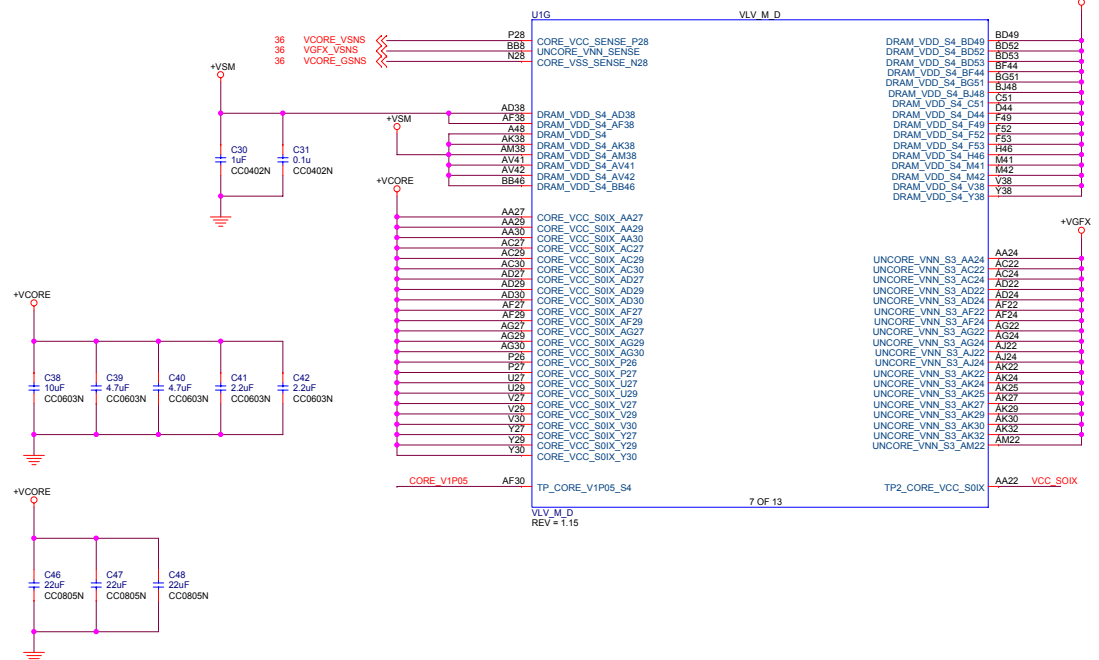 U1G
VLV_M_D
36 VCORE_VSNS
36 VGFX_VSNS
36 VCORE_GSNS
P28 CORE_VCC_SENSE_P28
BB8 UNCORE_VNN_SENSE
N28 CORE_VSS_SENSE_N28
+VSM
C30
1uF
CC0402N
C31
0.1u
CC0402N
+VSM
AD38 DRAM_VDD_S4_AD38
AF38 DRAM_VDD_S4_AF38
A48 DRAM_VDD_S4
AK38 DRAM_VDD_S4_AK38
AM38 DRAM_VDD_S4_AM38
AV41 DRAM_VDD_S4_AV41
AV42 DRAM_VDD_S4_AV42
BB46 DRAM_VDD_S4_BB46
+VCORE
AA27 CORE_VCC_S0IX_AA27
AA29 CORE_VCC_S0IX_AA29
AA30 CORE_VCC_S0IX_AA30
AC27 CORE_VCC_S0IX_AC27
AC29 CORE_VCC_S0IX_AC29
AC30 CORE_VCC_S0IX_AC30
AD27 CORE_VCC_S0IX_AD27
AD29 CORE_VCC_S0IX_AD29
AD30 CORE_VCC_S0IX_AD30
AF27 CORE_VCC_S0IX_AF27
AF29 CORE_VCC_S0IX_AF29
AG27 CORE_VCC_S0IX_AG27
AG29 CORE_VCC_S0IX_AG29
AG30 CORE_VCC_S0IX_AG30
P26 CORE_VCC_S0IX_P26
P27 CORE_VCC_S0IX_P27
U27 CORE_VCC_S0IX_U27
U29 CORE_VCC_S0IX_U29
V27 CORE_VCC_S0IX_V27
V29 CORE_VCC_S0IX_V29
V30 CORE_VCC_S0IX_V30
Y27 CORE_VCC_S0IX_Y27
Y29 CORE_VCC_S0IX_Y29
Y30 CORE_VCC_S0IX_Y30
CORE_V1P05 AF30 TP_CORE_V1P05_S4
DRAM_VDD_S4_BD49 BD49
DRAM_VDD_S4_BD52 BD52
DRAM_VDD_S4_BD53 BD53
DRAM_VDD_S4_BF44 BF44
DRAM_VDD_S4_BG51 BG51
DRAM_VDD_S4_BJ48 BJ48
DRAM_VDD_S4_C51 C51
DRAM_VDD_S4_D44 D44
DRAM_VDD_S4_F49 F49
DRAM_VDD_S4_F52 F52
DRAM_VDD_S4_F53 F53
DRAM_VDD_S4_H46 H46
DRAM_VDD_S4_M41 M41
DRAM_VDD_S4_M42 M42
DRAM_VDD_S4_V38 V38
DRAM_VDD_S4_Y38 Y38
+VGFX
UNCORE_VNN_S3_AA24 AA24
UNCORE_VNN_S3_AC22 AC22
UNCORE_VNN_S3_AC24 AC24
UNCORE_VNN_S3_AD22 AD22
UNCORE_VNN_S3_AD24 AD24
UNCORE_VNN_S3_AF22 AF22
UNCORE_VNN_S3_AF24 AF24
UNCORE_VNN_S3_AG22 AG22
UNCORE_VNN_S3_AG24 AG24
UNCORE_VNN_S3_AJ22 AJ22
UNCORE_VNN_S3_AJ24 AJ24
UNCORE_VNN_S3_AK22 AK22
UNCORE_VNN_S3_AK24 AK24
UNCORE_VNN_S3_AK25 AK25
UNCORE_VNN_S3_AK27 AK27
UNCORE_VNN_S3_AK29 AK29
UNCORE_VNN_S3_AK30 AK30
UNCORE_VNN_S3_AK32 AK32
UNCORE_VNN_S3_AM22 AM22
TP2_CORE_VCC_S0IX AA22 VCC_SOIX
7 OF 13
VLV_M_D
REV = 1.15
+VCORE
C38
10uF
CC0603N
C39
4.7uF
CC0603N
C40
4.7uF
CC0603N
C41
2.2uF
CC0603N
C42
2.2uF
CC0603N
+VCORE
C46
22uF
CC0805N
C47
22uF
CC0805N
C48
22uF
CC0805N